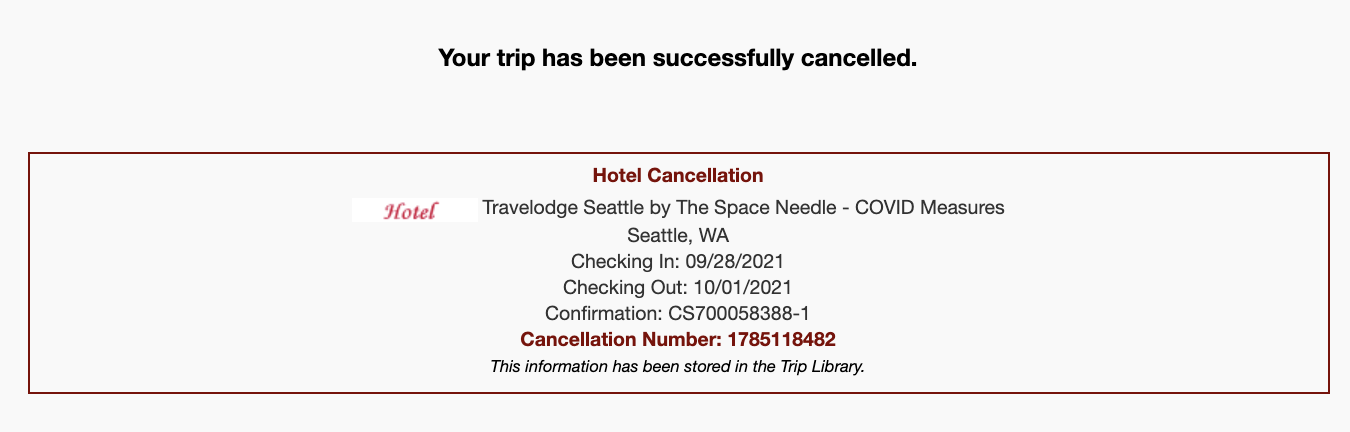 Your trip has been successfully cancelled.
Hotel Cancellation
Hotel Travelodge Seattle by The Space Needle - COVID Measures
Seattle, WA
Checking In: 09/28/2021
Checking Out: 10/01/2021
Confirmation: CS700058388-1
Cancellation Number: 1785118482
This information has been stored in the Trip Library.